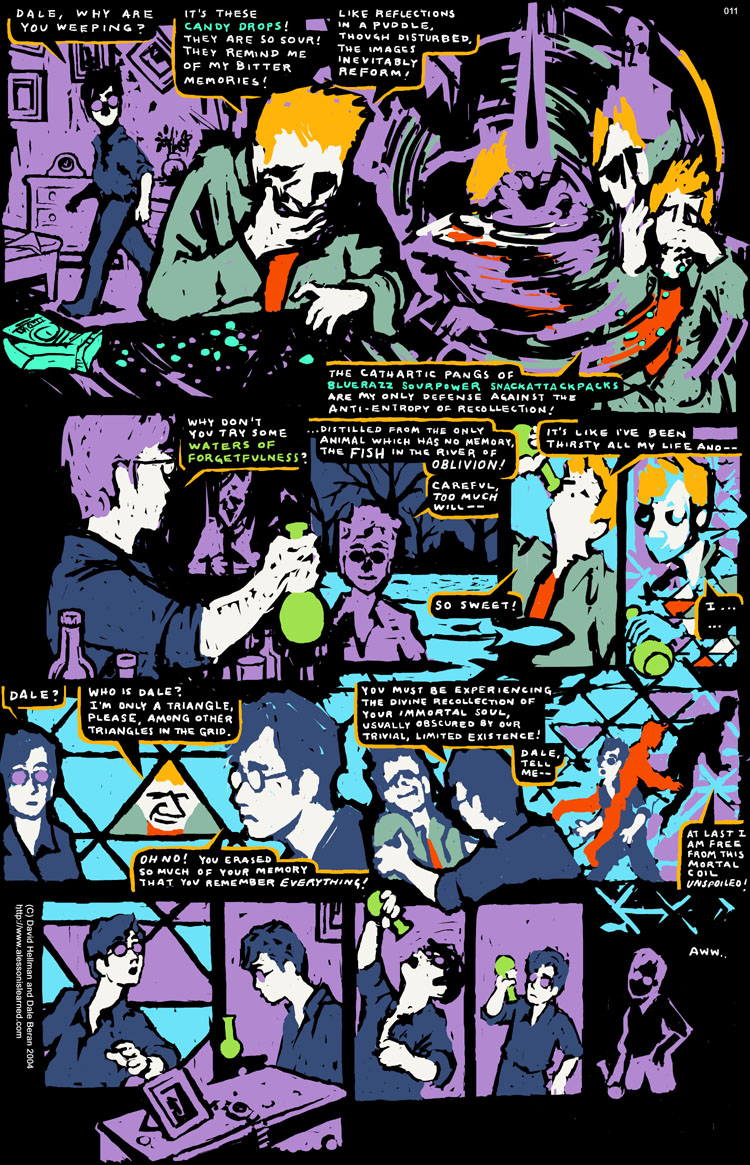 DALE, WHY ARE
YOU WEEPING?
IT'S THESE
CANDY DROPS!
THEY ARE SO SOUR!
THEY REMIND ME
OF MY BITTER
MEMORIES!
LIKE REFLECTIONS
IN A PUDDLE,
THOUGH DISTURBED,
THE IMAGES
INEVITABLY
REFORM!
011
THE CATHARTIC PANGS OF
BLUERAZZ SOURPOWER SNACKATTACKPACKS
ARE MY ONLY DEFENSE AGAINST THE
ANTI-ENTROPY OF RECOLLECTION!
WHY DON'T
YOU TRY SOME
WATERS OF
FORGETFULNESS?
...DISTILLED FROM THE ONLY
ANIMAL WHICH HAS NO MEMORY,
THE FISH IN THE RIVER OF
OBLIVION!
CAREFUL,
TOO MUCH
WILL--
SO SWEET!
IT'S LIKE I'VE BEEN
THIRSTY ALL MY LIFE AND--
I...
...
DALE?
WHO IS DALE?
I'M ONLY A TRIANGLE,
PLEASE, AMONG OTHER
TRIANGLES IN THE GRID.
OH NO! YOU ERASED
SO MUCH OF YOUR MEMORY
THAT YOU REMEMBER EVERYTHING!
YOU MUST BE EXPERIENCING
THE DIVINE RECOLLECTION
OF YOUR IMMORTAL SOUL,
USUALLY OBSCURED BY OUR
TRIVIAL, LIMITED EXISTENCE!
DALE,
TELL
ME--
AT LAST I
AM FREE
FROM THIS
MORTAL
COIL
UNSPOILED!
AWW..
(C) David Hellman and Dale Beran 2004
http://www.alessonislearned.com